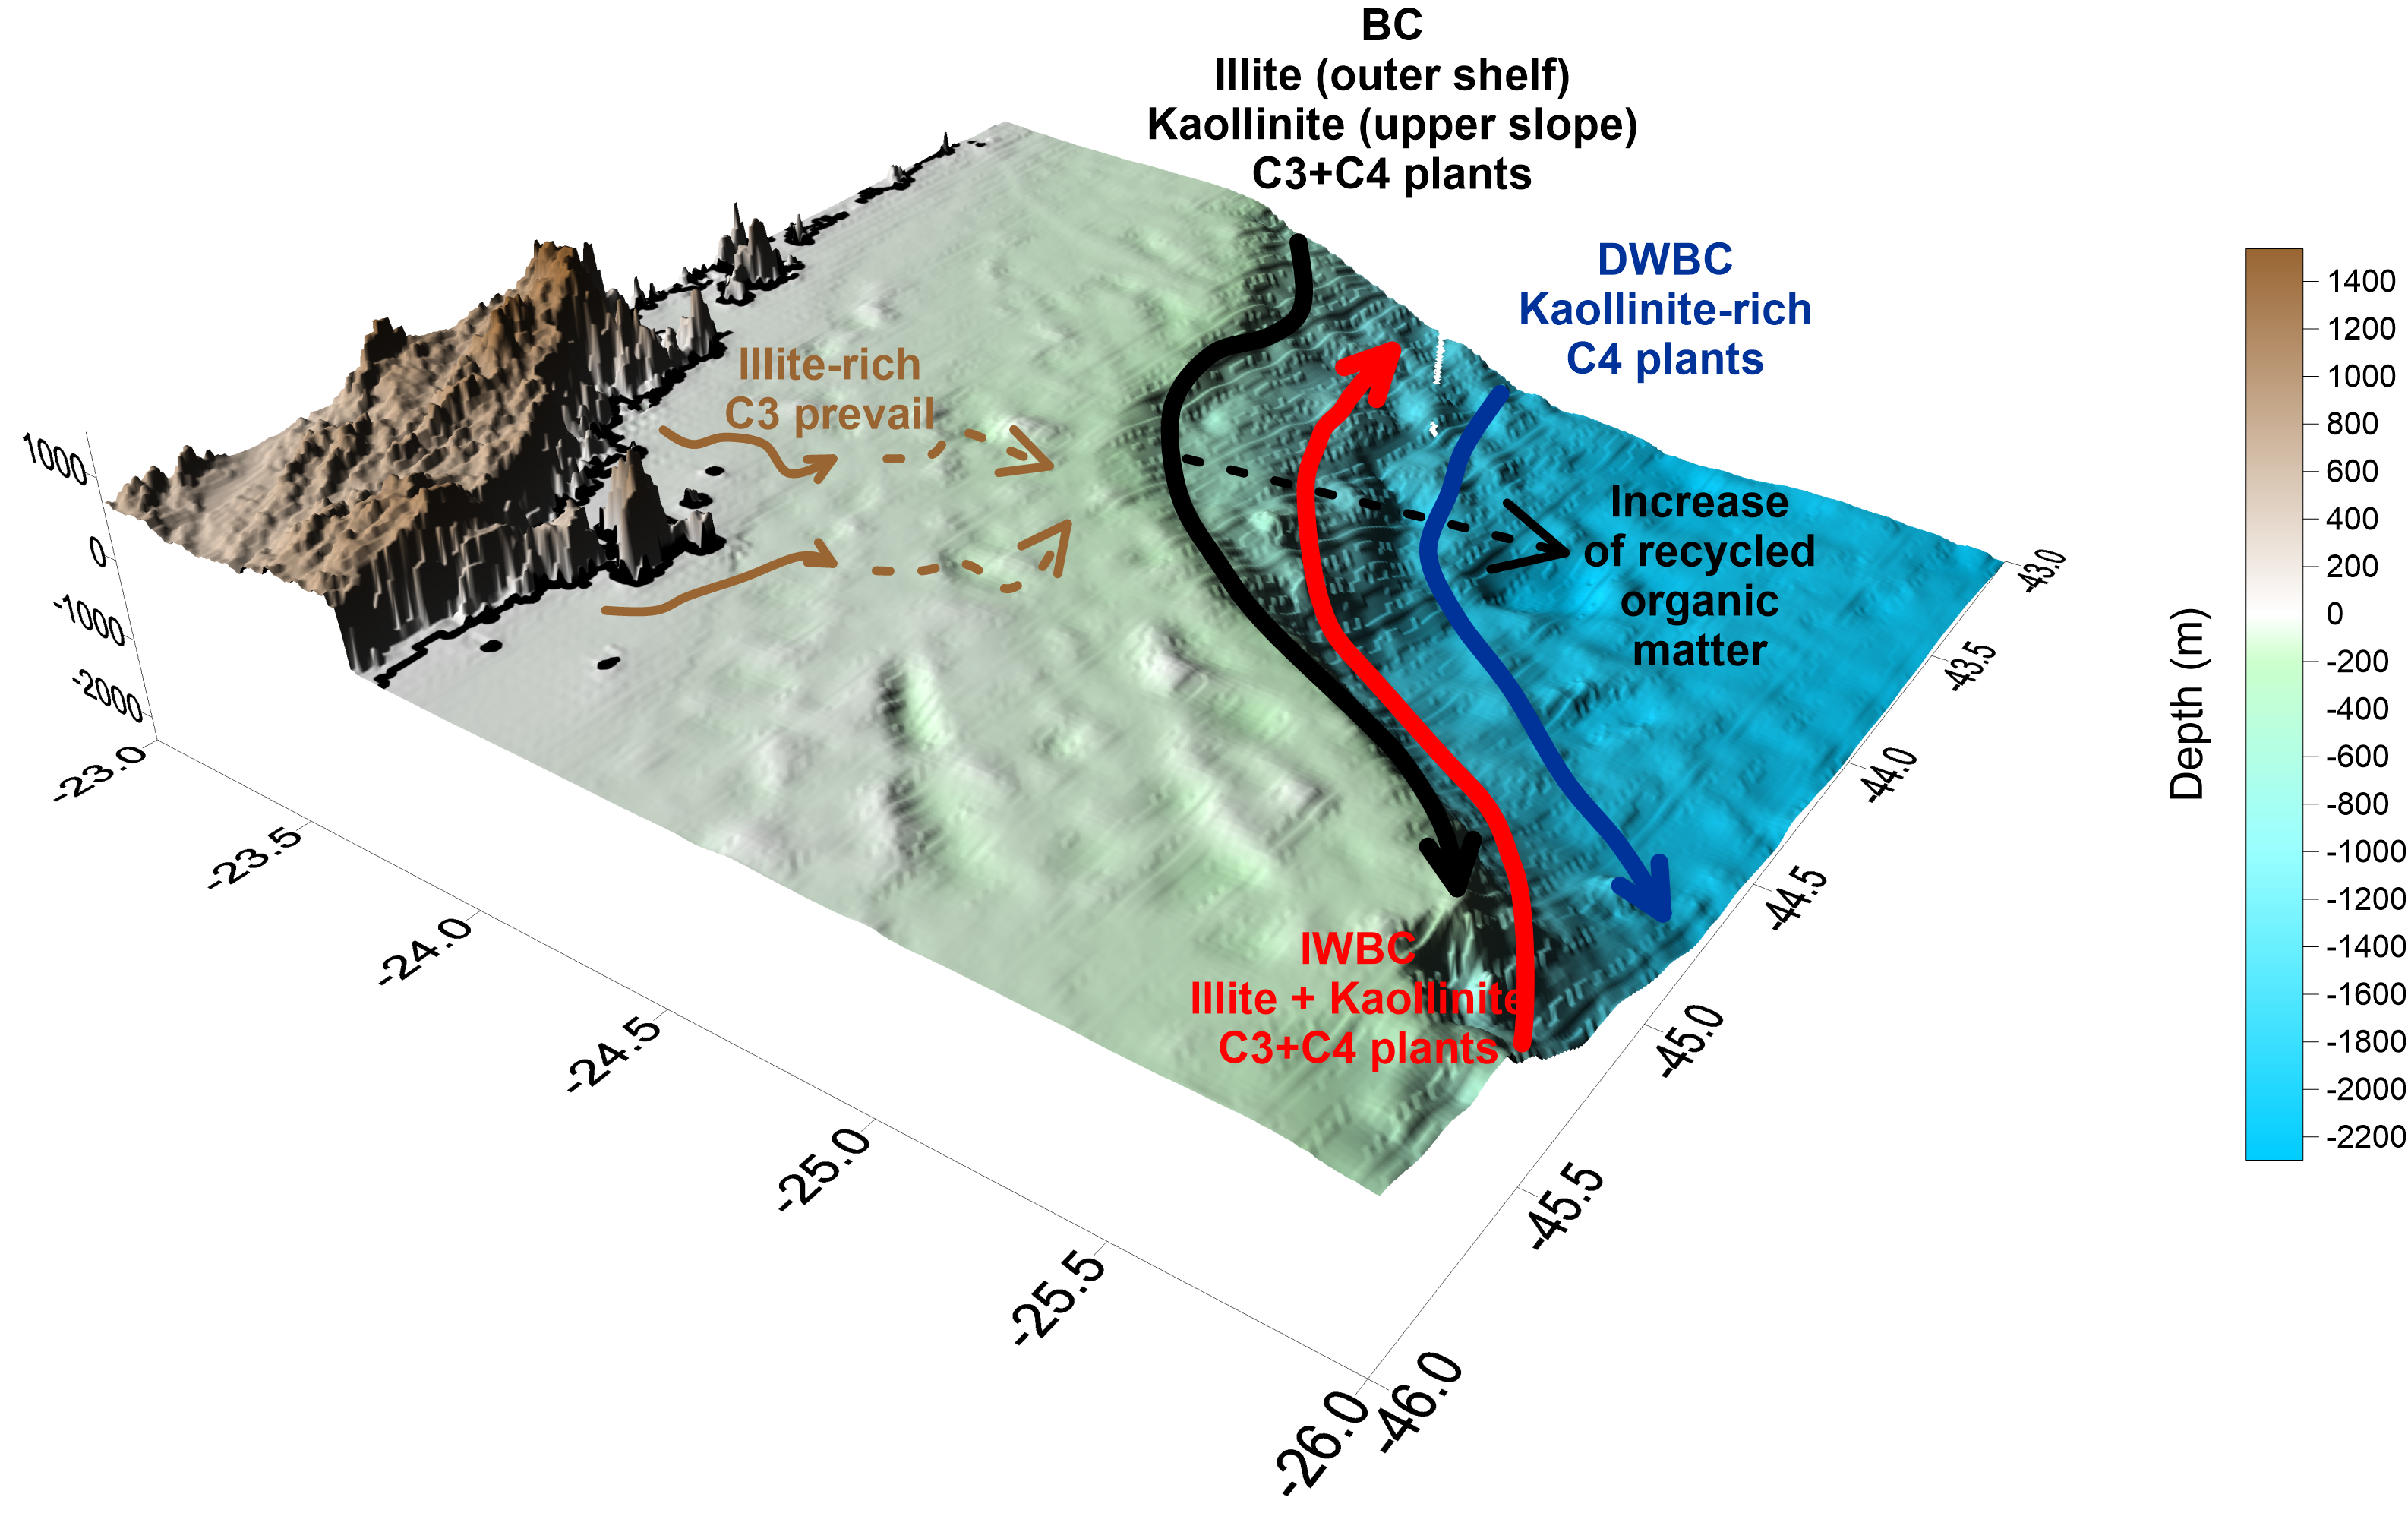 BC
Illite (outer shelf)
Kaollinite (upper slope)
C3+C4 plants
DWBC
Kaollinite-rich
C4 plants
Illite-rich
C3 prevail
Increase
of recycled
organic
matter
IWBC
Illite + Kaollinite
C3+C4 plants
1000
0
-1000
-2000
-23.0
-23.5
-24.0
-24.5
-25.0
-25.5
-26.0
-46.0
-45.5
-45.0
-44.5
-44.0
-43.5
-43.0
Depth (m)
1400
1200
1000
800
600
400
200
0
-200
-400
-600
-800
-1000
-1200
-1400
-1600
-1800
-2000
-2200